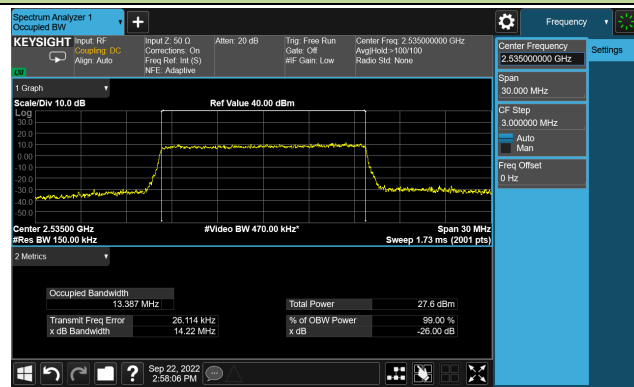 Spectrum Analyzer 1
Occupied BW
Frequency
KEYSIGHT
Input: RF
Coupling: DC
Align: Auto
Input Z: 50 Ω
Corrections: On
Freq Ref: Int (S)
NFE: Adaptive
Atten: 20 dB
Trig: Free Run
Gate: Off
#IF Gain: Low
Center Freq: 2.535000000 GHz
Avg|Hold:>100/100
Radio Std: None
Center Frequency
2.535000000 GHz
Settings
Span
30.000 MHz
CF Step
3.000000 MHz
Auto
Man
Freq Offset
0 Hz
1 Graph
Scale/Div 10.0 dB
Ref Value 40.00 dBm
Log
30.0
20.0
10.0
0.00
-10.0
-20.0
-30.0
-40.0
-50.0
Center 2.53500 GHz
#Res BW 150.00 kHz
#Video BW 470.00 kHz*
Span 30 MHz
Sweep 1.73 ms (2001 pts)
2 Metrics
Occupied Bandwidth
13.387 MHz
Total Power 27.6 dBm
Transmit Freq Error 26.114 kHz
% of OBW Power 99.00 %
x dB Bandwidth 14.22 MHz
x dB -26.00 dB
?
Sep 22, 2022
2:58:06 PM